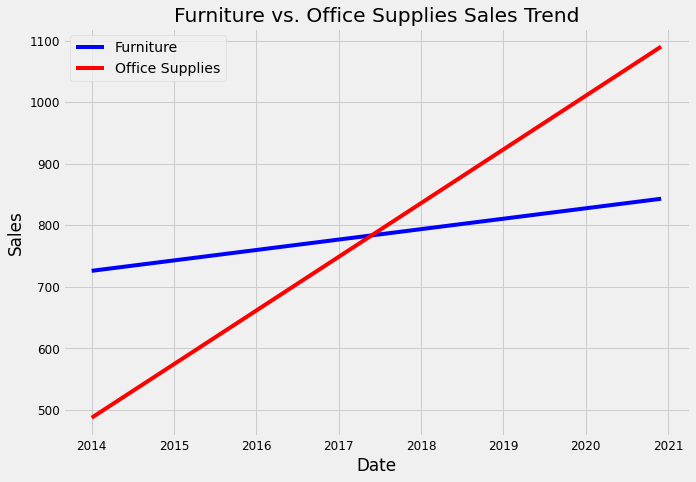 Furniture vs. Office Supplies Sales Trend
Furniture
Office Supplies
Sales
1100
1000
900
800
700
600
500
2014 2015 2016 2017 2018 2019 2020 2021
Date